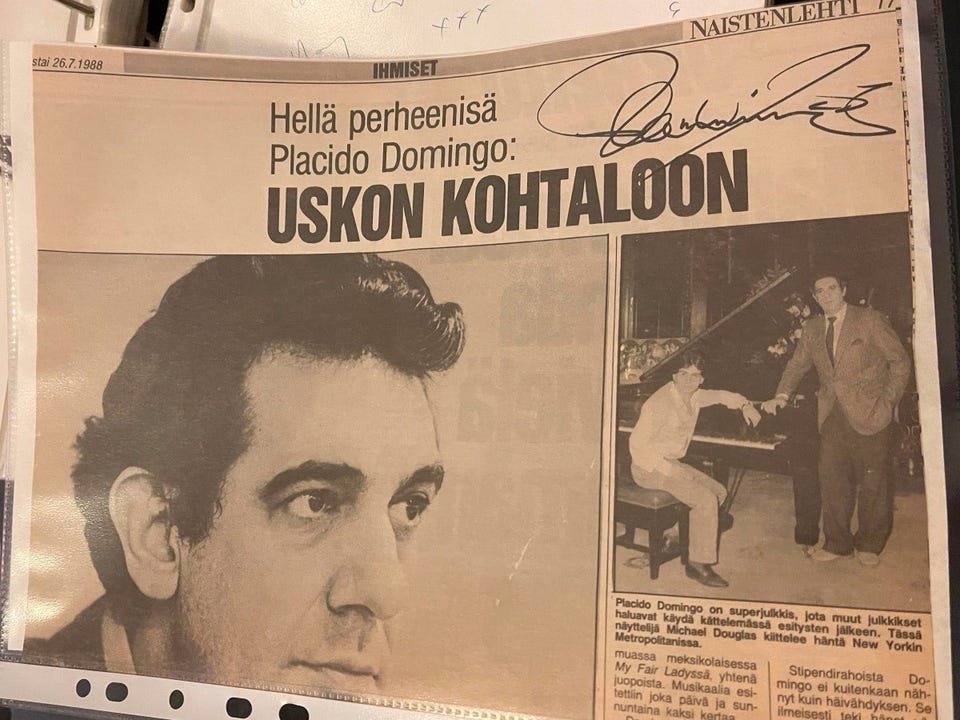 NAISTENLEHTI 17
stai 26.7.1988
IHMISET
Hellä perheenisä
Placido Domingo:
USKON KOHTALOON
Placido Domingo on superjulkkis, jota muut julkkikset
haluavat käydä kättelemässä esitysten jälkeen. Tässä
näyttelijä Michael Douglas kiittelee häntä New Yorkin
Metropolitanissa.
muassa meksikolaisessa
My Fair Ladyssä, yhtenä
juopoista. Musikaalia esi-
tettiin joka päivä ja sun-
nuntaina kaksi kertaa.
Stipendirahoista Do-
mingo ei kuitenkaan näh-
nyt kuin häivähdyksen. Se